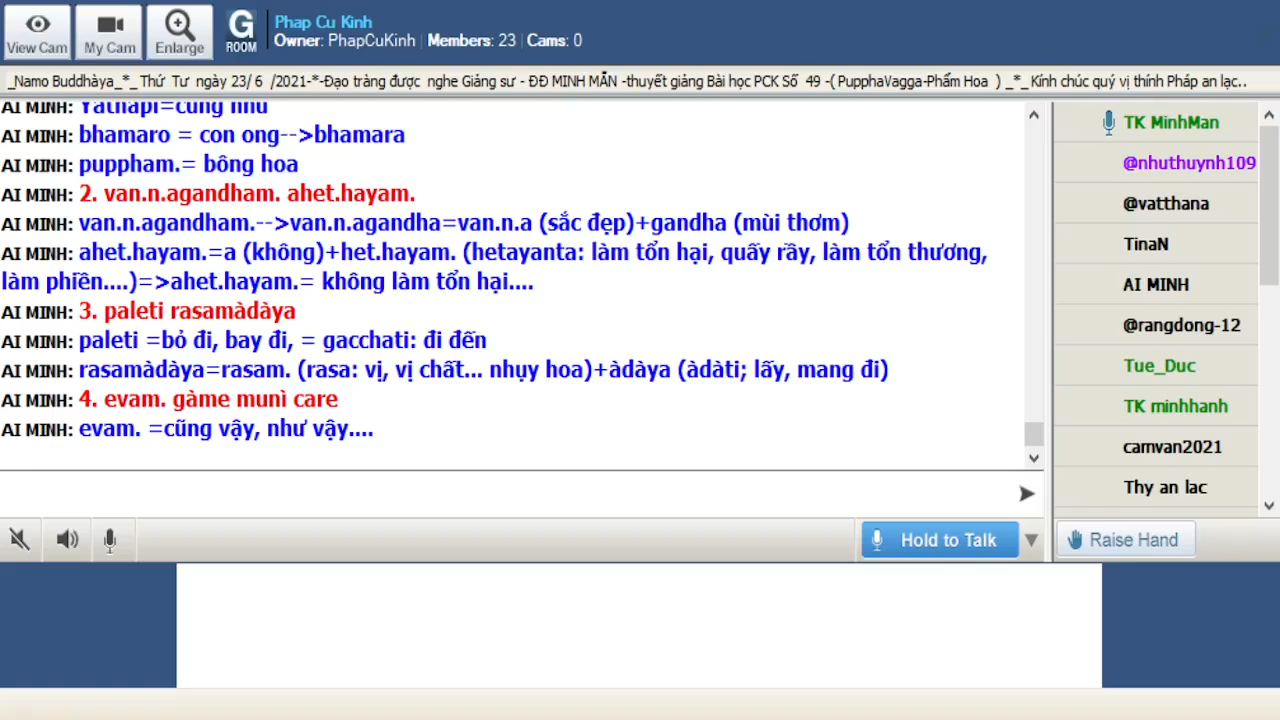 View Cam
My Cam
Enlarge
G
ROOM
Phap Cu Kinh
Owner: PhapCuKinh Members: 23 Cams: 0
_Namo Buddhàya_*_ Thứ Tư ngày 23/ 6 /2021-*-Đạo tràng được nghe Giảng sư - ĐĐ MINH MẪN -thuyết giảng Bài học PCK Số 49 -( PupphaVagga-Phẩm Hoa ) _*_ Kính chúc quý vị thính Pháp an lạc..
AI MINH: Yathàpi=cũng như
AI MINH: bhamaro = con ong-->bhamara
AI MINH: puppham.= bông hoa
AI MINH: 2. van.n.agandham. ahet.hayam.
AI MINH: van.n.agandham.-->van.n.agandha=van.n.a (sắc đẹp)+gandha (mùi thơm)
AI MINH: ahet.hayam.=a (không)+het.hayam. (hetayanta: làm tổn hại, quấy rầy, làm tổn thương,
làm phiền....)=>ahet.hayam.= không làm tổn hại....
AI MINH: 3. paleti rasamàdàya
AI MINH: paleti =bỏ đi, bay đi, = gacchati: đi đến
AI MINH: rasamàdàya=rasam. (rasa: vị, vị chất... nhụy hoa)+àdàya (àdàti; lấy, mang đi)
AI MINH: 4. evam. gàme munì care
AI MINH: evam. =cũng vậy, như vậy....
TK MinhMan
@nhuthuynh109
@vatthana
TinaN
AI MINH
@rangdong-12
Tue_Duc
TK minhhanh
camvan2021
Thy an lac
Hold to Talk
Raise Hand